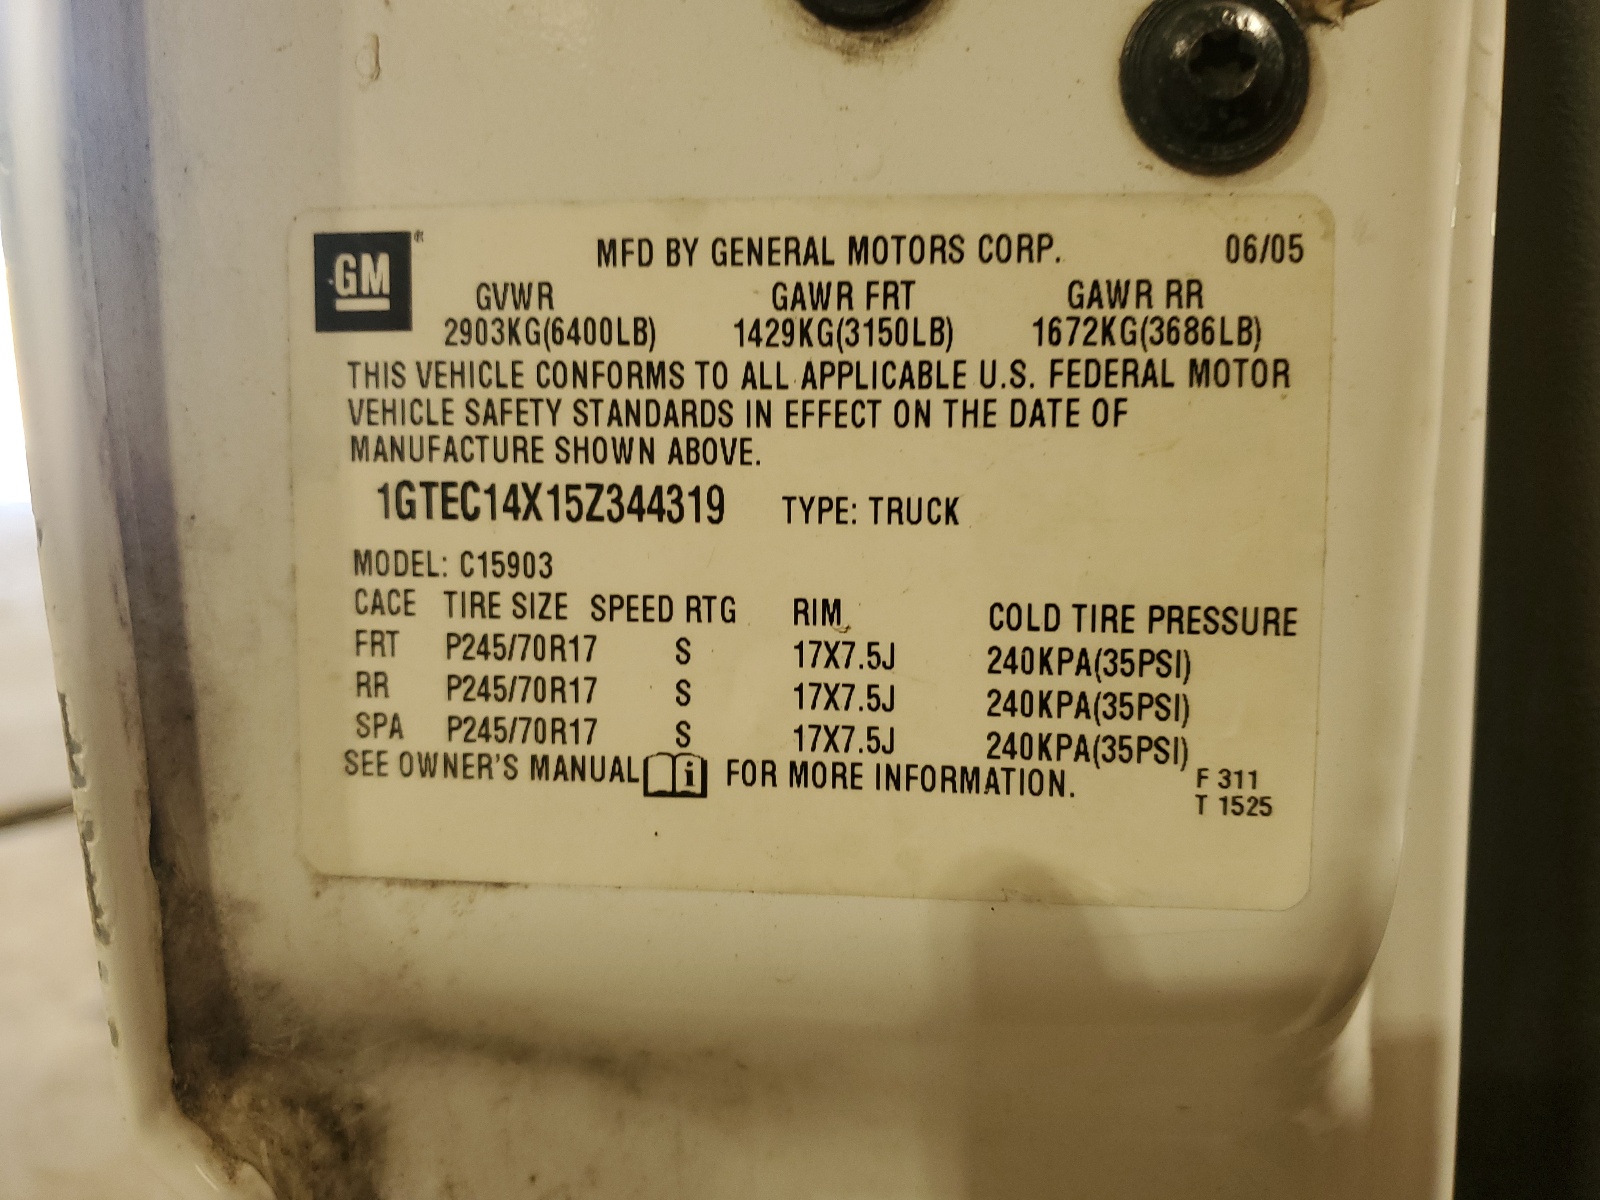 GM
MFD BY GENERAL MOTORS CORP. 06/05
GVWR GAWR FRT GAWR RR
2903KG(6400LB) 1429KG(3150LB) 1672KG(3686LB)
THIS VEHICLE CONFORMS TO ALL APPLICABLE U.S. FEDERAL MOTOR
VEHICLE SAFETY STANDARDS IN EFFECT ON THE DATE OF
MANUFACTURE SHOWN ABOVE.
1GTEC14X15Z344319 TYPE: TRUCK
MODEL: C15903
CACE TIRE SIZE SPEED RTG RIM COLD TIRE PRESSURE
FRT P245/70R17 S 17X7.5J 240KPA(35PSI)
RR P245/70R17 S 17X7.5J 240KPA(35PSI)
SPA P245/70R17 S 17X7.5J 240KPA(35PSI)
SEE OWNER'S MANUAL i FOR MORE INFORMATION.
F 311
T 1525